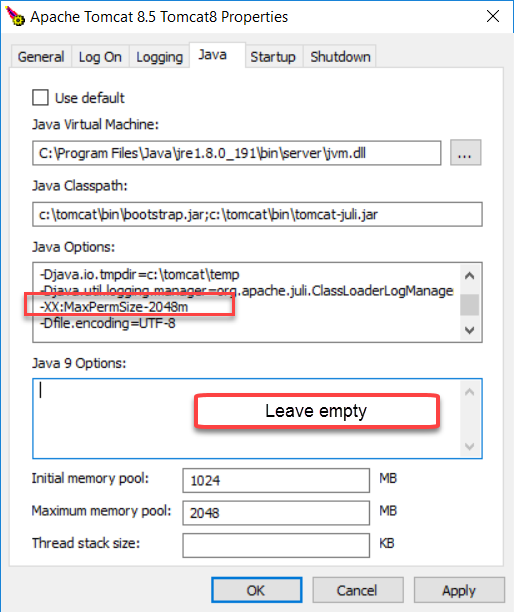 Apache Tomcat 8.5 Tomcat8 Properties
General Log On Logging Java Startup Shutdown
Use default
Java Virtual Machine:
C:\Program Files\Java\jre1.8.0_191\bin\server\jvm.dll
...
Java Classpath:
c:\tomcat\bin\bootstrap.jar;c:\tomcat\bin\tomcat-juli.jar
Java Options:
-Djava.io.tmpdir=c:\tomcat\temp
-Djava.util.logging.manager=org.apache.juli.ClassLoaderLogManage
-XX:MaxPermSize-2048m
-Dfile.encoding=UTF-8
Java 9 Options:
Leave empty
Initial memory pool: 1024 MB
Maximum memory pool: 2048 MB
Thread stack size: KB
OK Cancel Apply